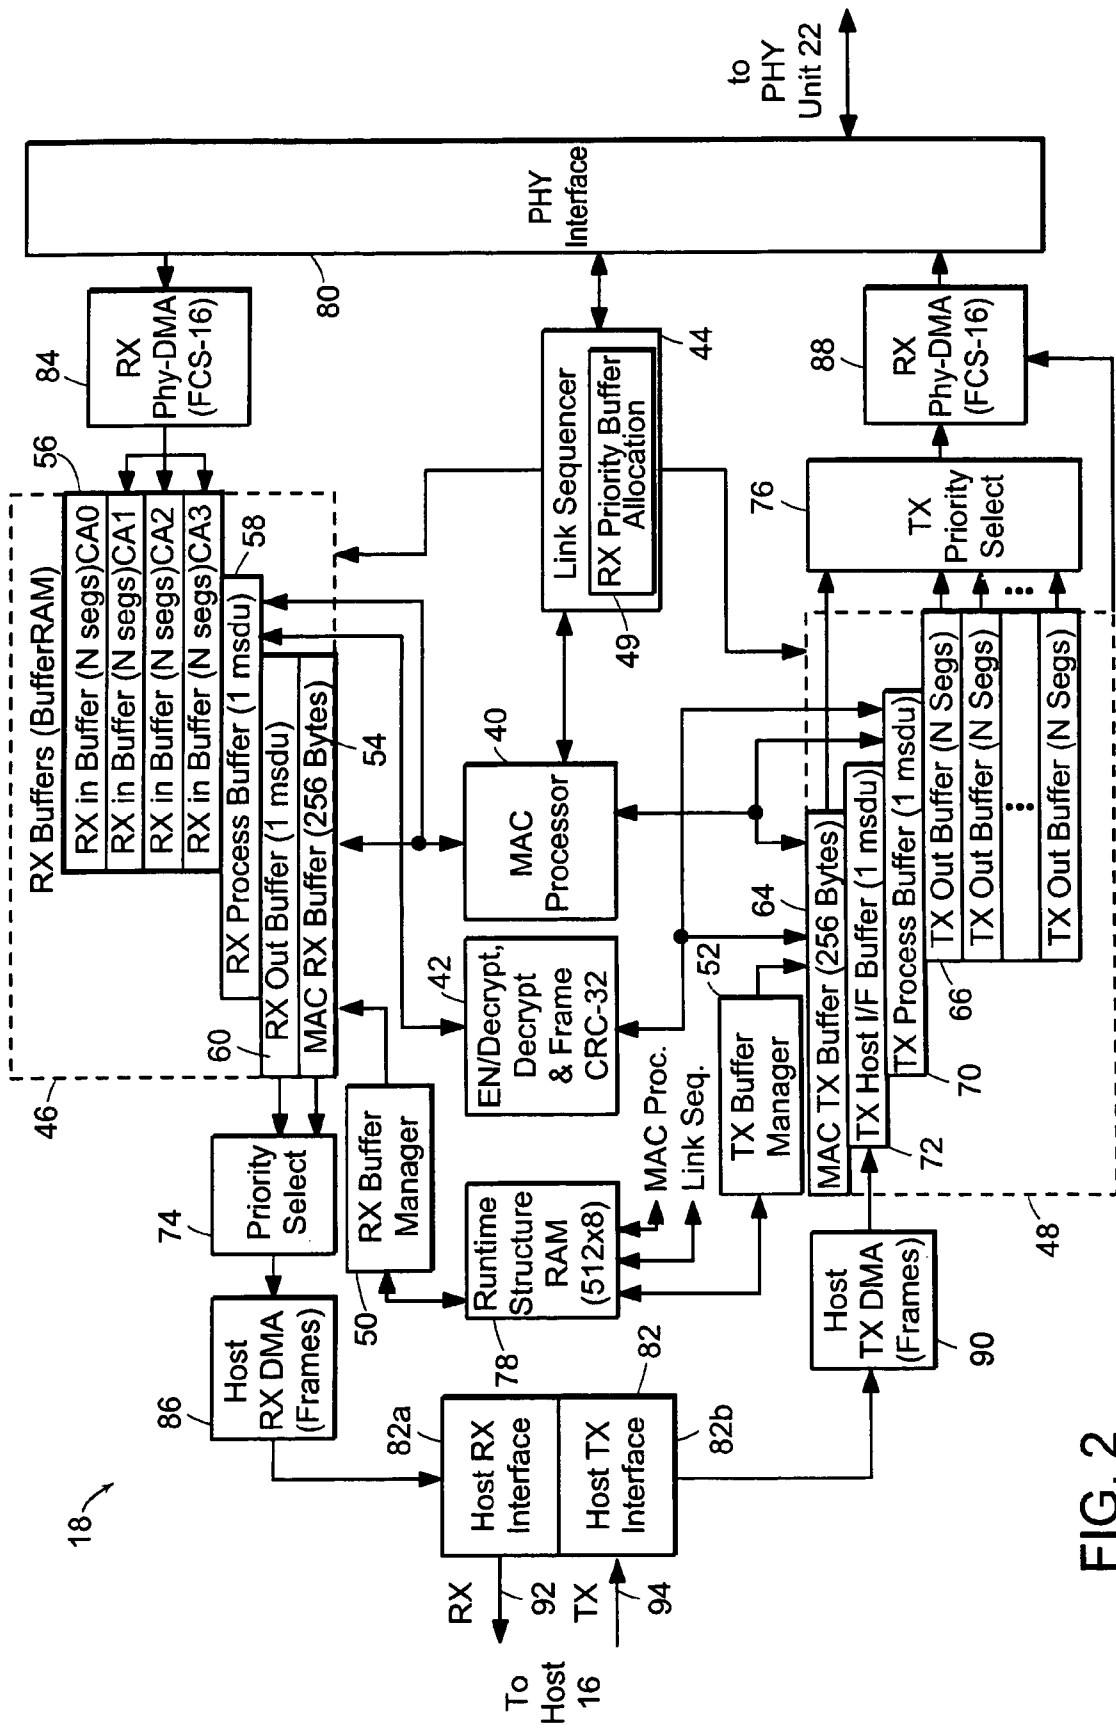 18
RX Buffers (BufferRAM)
46
RX in Buffer (N segs)CA0
RX in Buffer (N segs)CA1
RX in Buffer (N segs)CA2
RX in Buffer (N segs)CA3
56
RX Process Buffer (1 msdu)
58
RX Out Buffer (1 msdu)
60
MAC RX Buffer (256 Bytes)
54
RX
Phy-DMA
(FCS-16)
84
PHY
Interface
80
to
PHY
Unit 22
Host
RX DMA
(Frames)
86
Priority
Select
74
RX Buffer
Manager
50
EN/Decrypt,
Decrypt
& Frame
CRC-32
42
MAC
Processor
40
Link Sequencer
44
RX Priority Buffer
Allocation
49
To
Host
16
RX
92
TX
94
Host RX
Interface
82a
Host TX
Interface
82b
82
Runtime
Structure
RAM
(512x8)
78
MAC Proc.
Link Seq.
TX Buffer
Manager
52
Host
TX DMA
(Frames)
90
MAC TX Buffer (256 Bytes)
64
TX Host I/F Buffer (1 msdu)
72
TX Process Buffer (1 msdu)
70
TX Out Buffer (N Segs)
TX Out Buffer (N Segs)
TX Out Buffer (N Segs)
66
48
TX
Priority
Select
76
RX
Phy-DMA
(FCS-16)
88
FIG. 2